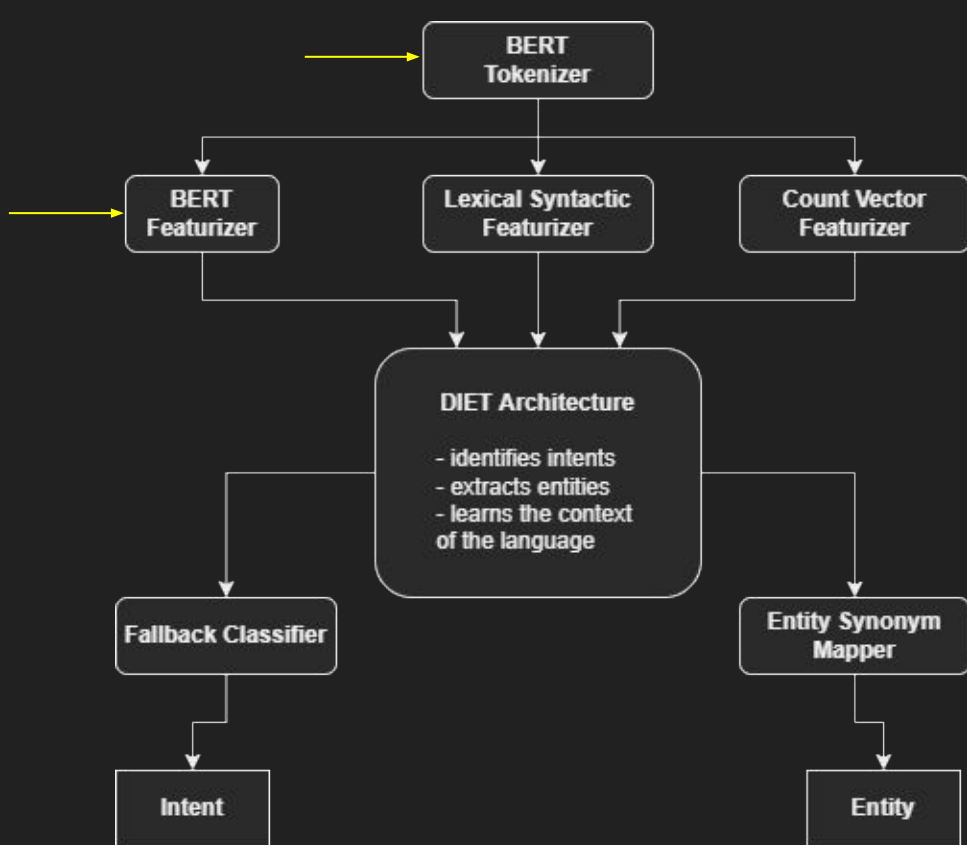 BERT
Tokenizer
BERT
Featurizer
Lexical Syntactic
Featurizer
Count Vector
Featurizer
DIET Architecture
- identifies intents
- extracts entities
- learns the context
of the language
Fallback Classifier
Entity Synonym
Mapper
Intent
Entity